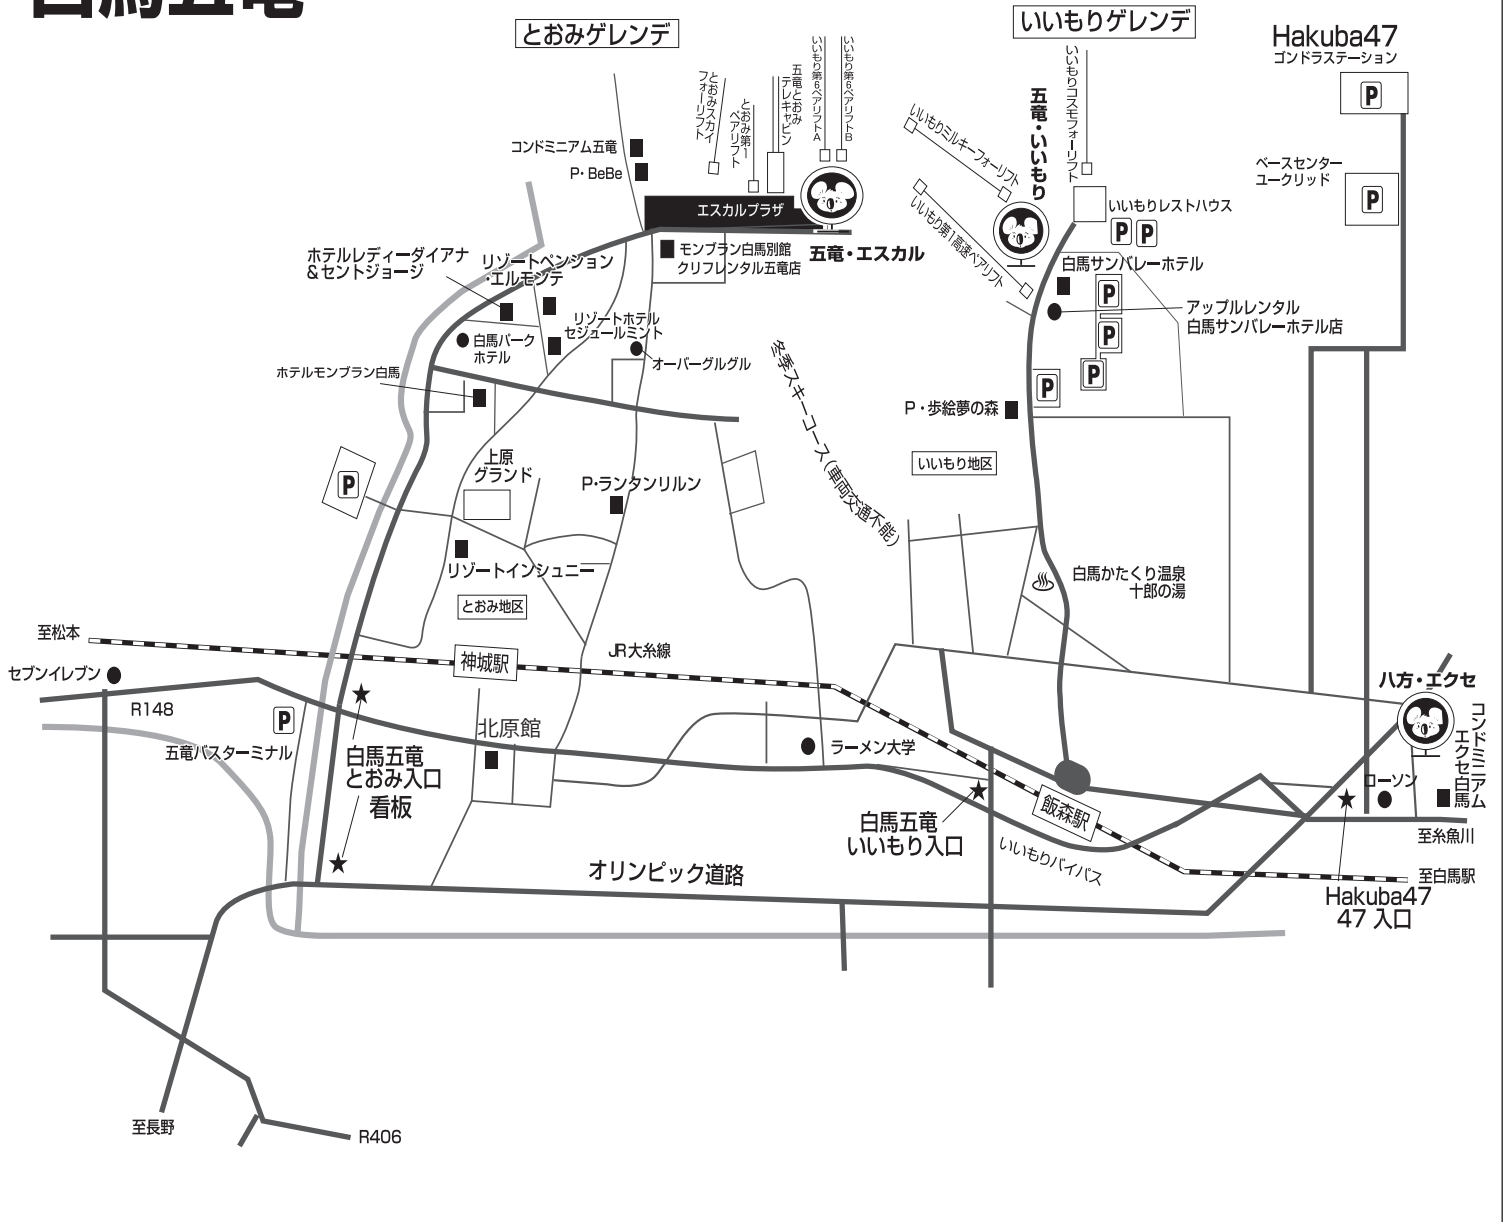 白馬五竜
とおみゲレンデ
いいもりゲレンデ
Hakuba47
ゴンドラステーション
P
ベースセンター
ユークリッド
P
とおみスカイ
フォーリフト
とおみ第1
ペアリフト
五竜とおみ
テレキャビン
いいもり第6ペアリフトA
いいもり第6ペアリフトB
いいもりミルキーフォーリフト
いいもり第1高速ペアリフト
五竜・いいもり
いいもりコスモフォーリフト
コンドミニアム五竜
P・BeBe
エスカルプラザ
五竜・エスカル
モンブラン白馬別館
クリフレンタル五竜店
いいもりレストハウス
P P
白馬サンバレーホテル
P
P
P
P
アップルレンタル
白馬サンバレーホテル店
ホテルレディーダイアナ
&セントジョージ
リゾートペンション
・エルモンテ
リゾートホテル
セジュールミント
白馬パーク
ホテル
オーバーグルグル
ホテルモンブラン白馬
冬季スキーコース(車両交通不能)
P・歩絵夢の森
いいもり地区
P
上原
グランド
P・ランタンリルン
リゾートインシュニー
とおみ地区
白馬かたくり温泉
十郎の湯
至松本
セブンイレブン
神城駅
JR大糸線
R148
P
五竜バスターミナル
白馬五竜
とおみ入口
看板
北原館
ラーメン大学
八方・エクセ
コンドミニアム
エクセ白馬
ローソン
白馬五竜
いいもり入口
飯森駅
いいもりバイパス
至糸魚川
至白馬駅
Hakuba47
47 入口
オリンピック道路
至長野
R406